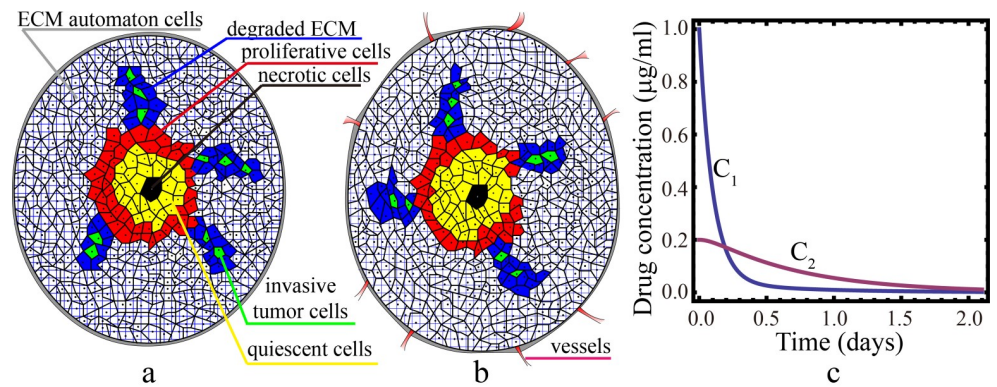 ECM automaton cells
degraded ECM
proliferative cells
necrotic cells
invasive
tumor cells
quiescent cells
a
vessels
b
Drug concentration (μg/ml)
1.0
0.8
0.6
0.4
0.2
0.0
C1
C2
0.0 0.5 1.0 1.5 2.0
Time (days)
c